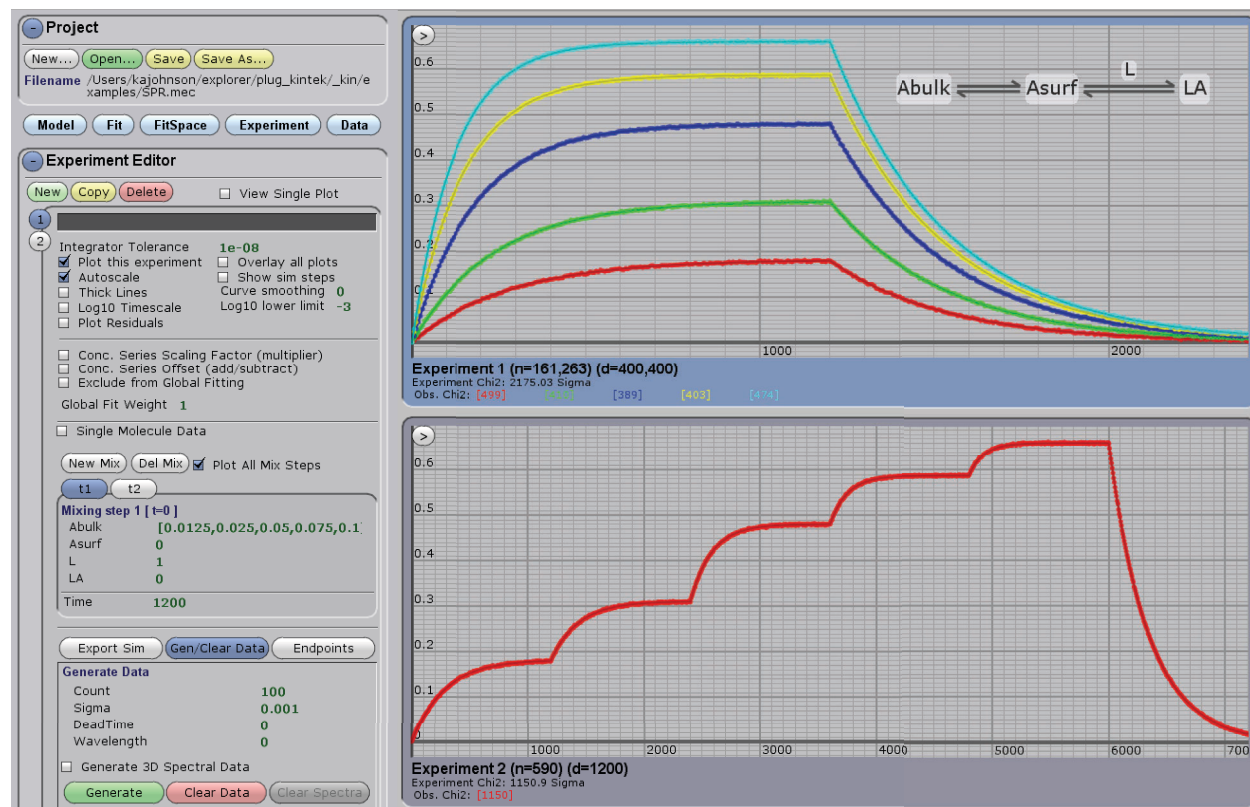 Project
New... Open... Save Save As...
Filename /Users/kajohnson/explorer/plug_kintek/_kin/e
xamples/SPR.mec
Model Fit FitSpace Experiment Data
Experiment Editor
New Copy Delete View Single Plot
1
2
Integrator Tolerance 1e-08
Plot this experiment Overlay all plots
Autoscale Show sim steps
Thick Lines Curve smoothing 0
Log10 Timescale Log10 lower limit -3
Plot Residuals
Conc. Series Scaling Factor (multiplier)
Conc. Series Offset (add/subtract)
Exclude from Global Fitting
Global Fit Weight 1
Single Molecule Data
New Mix Del Mix Plot All Mix Steps
t1 t2
Mixing step 1 [ t=0 ]
Abulk [0.0125,0.025,0.05,0.075,0.1]
Asurf 0
L 1
LA 0
Time 1200
Export Sim Gen/Clear Data Endpoints
Generate Data
Count 100
Sigma 0.001
DeadTime 0
Wavelength 0
Generate 3D Spectral Data
Generate Clear Data Clear Spectra
>
0.6
0.5
0.4
0.3
0.2
0.1
L
Abulk Asurf LA
1000 2000
Experiment 1 (n=161,263) (d=400,400)
Experiment Chi2: 2175.03 Sigma
Obs. Chi2: [499] [389] [403] [474]
>
0.6
0.5
0.4
0.3
0.2
0.1
0
1000 2000 3000 4000 5000 6000 700
Experiment 2 (n=590) (d=1200)
Experiment Chi2: 1150.9 Sigma
Obs. Chi2: [1150]